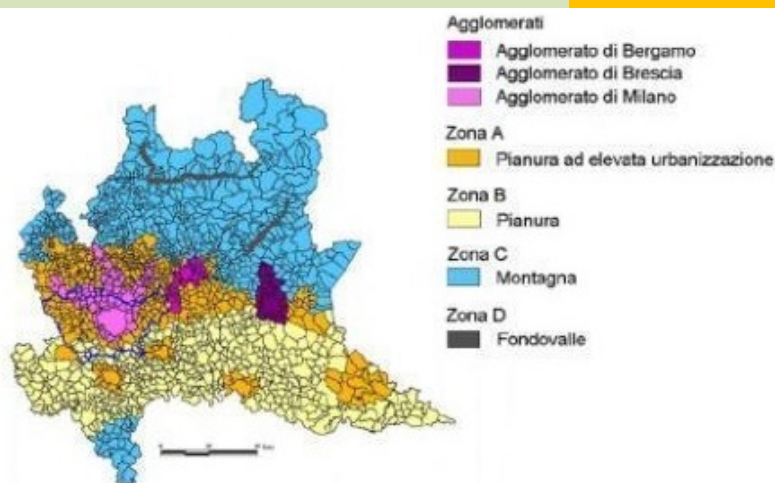 Agglomerati
Agglomerato di Bergamo
Agglomerato di Brescia
Agglomerato di Milano
Zona A
Pianura ad elevata urbanizzazione
Zona B
Pianura
Zona C
Montagna
Zona D
Fondovalle